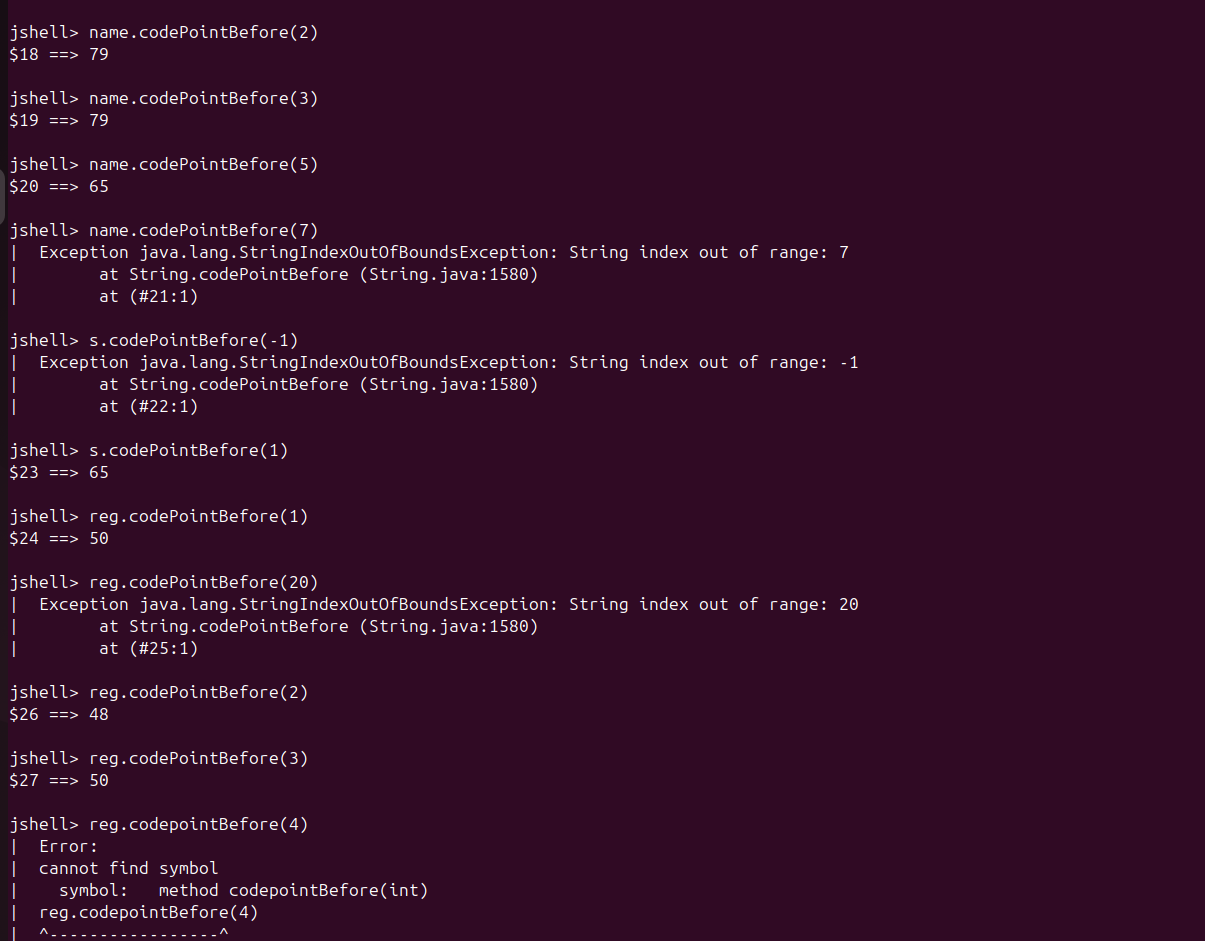 jshell> name.codePointBefore(2)
$18 ==> 79
jshell> name.codePointBefore(3)
$19 ==> 79
jshell> name.codePointBefore(5)
$20 ==> 65
jshell> name.codePointBefore(7)
|  Exception java.lang.StringIndexOutOfBoundsException: String index out of range: 7
|        at String.codePointBefore (String.java:1580)
|        at (#21:1)
jshell> s.codePointBefore(-1)
|  Exception java.lang.StringIndexOutOfBoundsException: String index out of range: -1
|        at String.codePointBefore (String.java:1580)
|        at (#22:1)
jshell> s.codePointBefore(1)
$23 ==> 65
jshell> reg.codePointBefore(1)
$24 ==> 50
jshell> reg.codePointBefore(20)
|  Exception java.lang.StringIndexOutOfBoundsException: String index out of range: 20
|        at String.codePointBefore (String.java:1580)
|        at (#25:1)
jshell> reg.codePointBefore(2)
$26 ==> 48
jshell> reg.codePointBefore(3)
$27 ==> 50
jshell> reg.codepointBefore(4)
|  Error:
|  cannot find symbol
|    symbol:   method codepointBefore(int)
|  reg.codepointBefore(4)
|  ^-----------------^